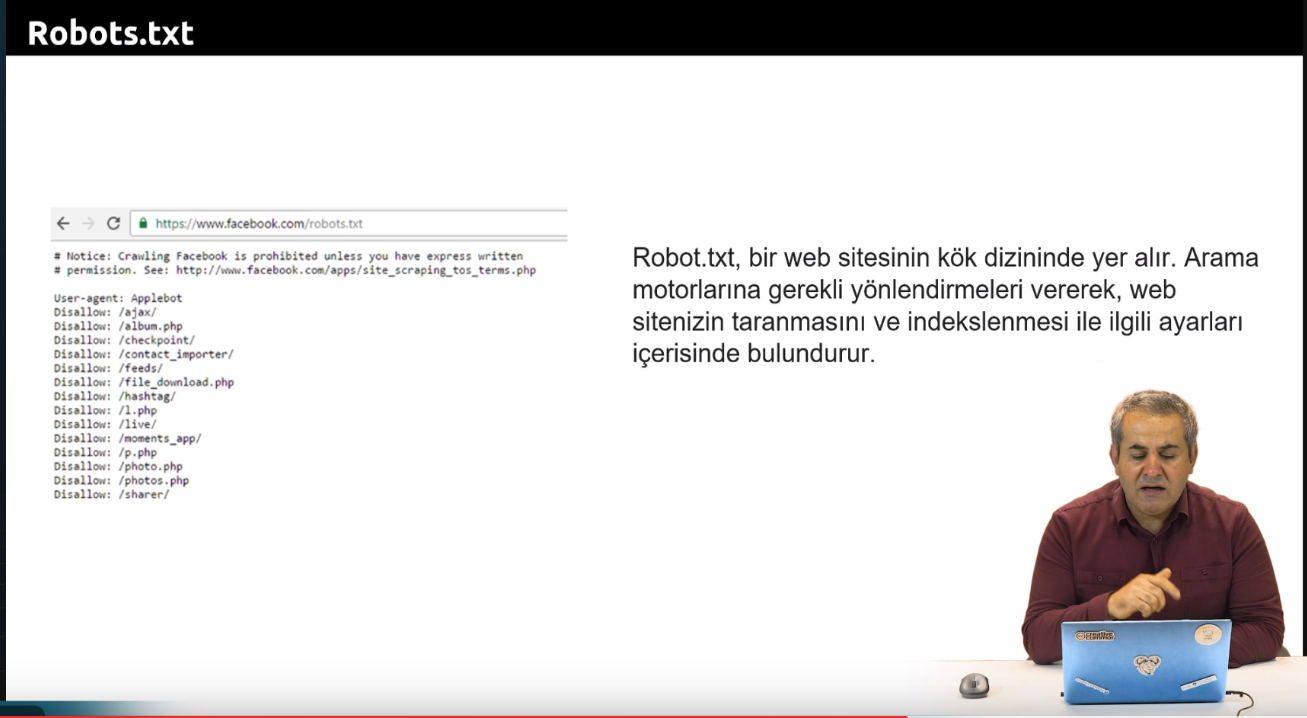 Robots.txt
https://www.facebook.com/robots.txt
# Notice: Crawling Facebook is prohibited unless you have express written
# permission. See: http://www.facebook.com/apps/site_scraping_tos_terms.php
User-agent: Applebot
Disallow: /ajax/
Disallow: /album.php
Disallow: /checkpoint/
Disallow: /contact_importer/
Disallow: /feeds/
Disallow: /file_download.php
Disallow: /hashtag/
Disallow: /l.php
Disallow: /live/
Disallow: /moments_app/
Disallow: /p.php
Disallow: /photo.php
Disallow: /photos.php
Disallow: /sharer/
Robot.txt, bir web sitesinin kök dizininde yer alır. Arama
motorlarına gerekli yönlendirmeleri vererek, web
sitenizin taranmasını ve indekslenmesi ile ilgili ayarları
içerisinde bulundurur.
creative
commons